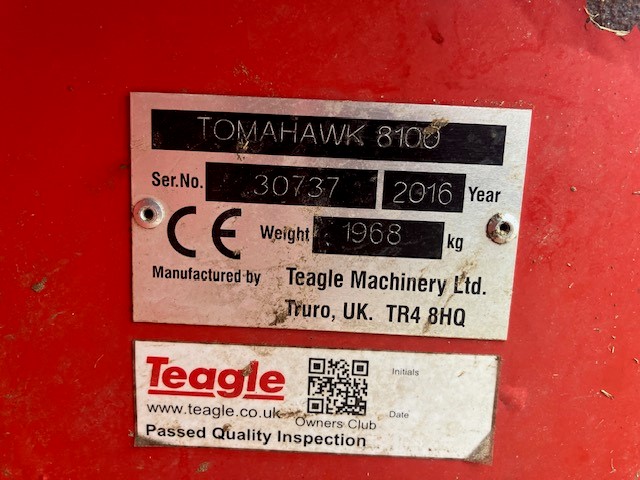 TOMAHAWK 8100
Ser.No. 30737 2016 Year
CE Weight 1968 kg
Manufactured by Teagle Machinery Ltd.
Truro, UK. TR4 8HQ
Teagle
Initials
www.teagle.co.uk
Date
Owners Club
Passed Quality Inspection